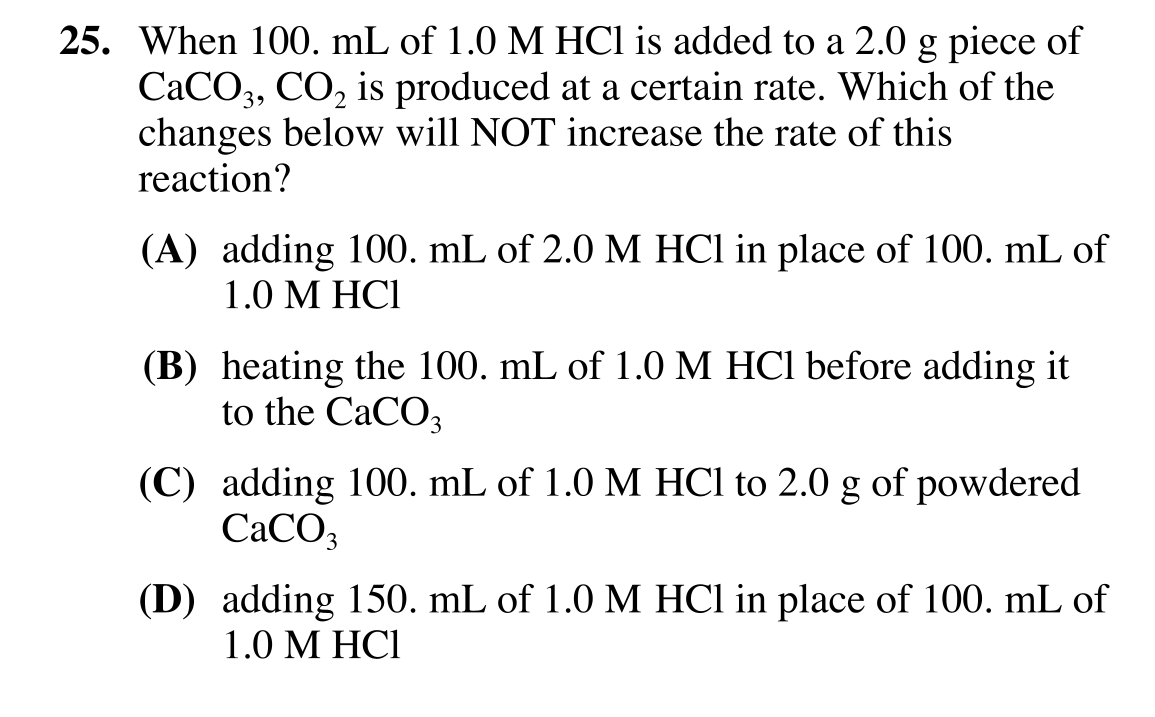 25. When 100. mL of 1.0 M HCl is added to a 2.0 g piece of
CaCO₃, CO₂ is produced at a certain rate. Which of the
changes below will NOT increase the rate of this
reaction?
(A) adding 100. mL of 2.0 M HCl in place of 100. mL of
1.0 M HCl
(B) heating the 100. mL of 1.0 M HCl before adding it
to the CaCO₃
(C) adding 100. mL of 1.0 M HCl to 2.0 g of powdered
CaCO₃
(D) adding 150. mL of 1.0 M HCl in place of 100. mL of
1.0 M HCl